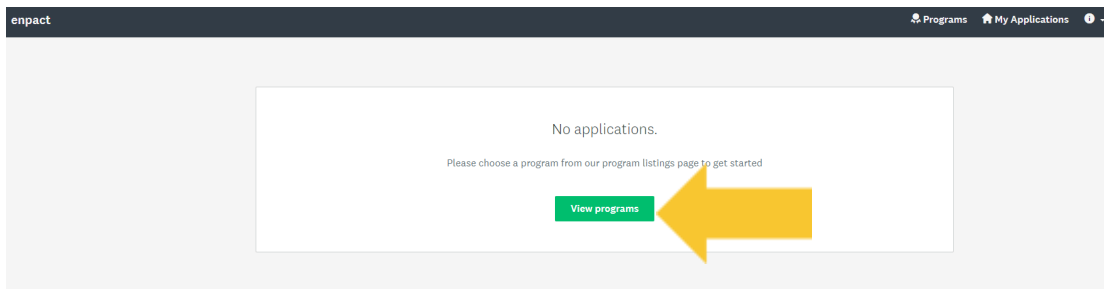 enpact
Programs My Applications
No applications.
Please choose a program from our program listings page to get started
View programs